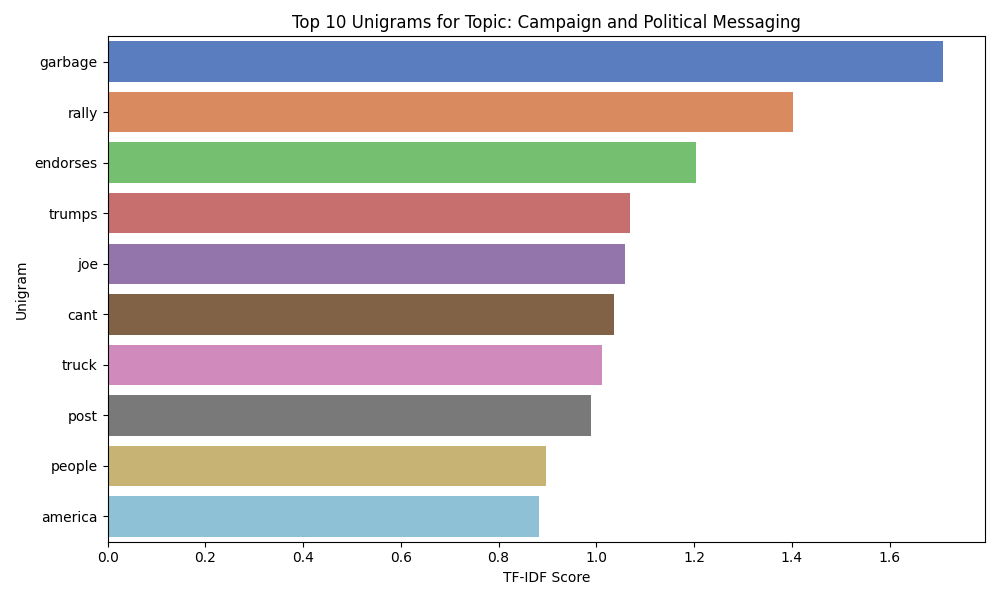 Top 10 Unigrams for Topic: Campaign and Political Messaging
Unigram
garbage
rally
endorses
trumps
joe
cant
truck
post
people
america
0.0 0.2 0.4 0.6 0.8 1.0 1.2 1.4 1.6
TF-IDF Score